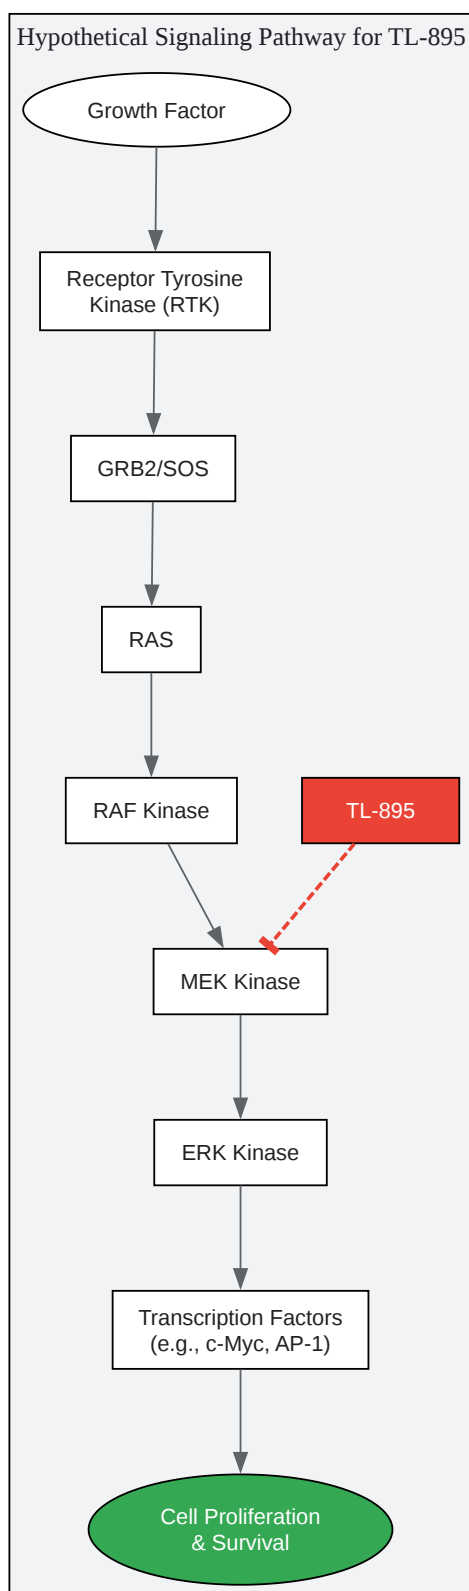 Hypothetical Signaling Pathway for TL-895
Growth Factor
Receptor Tyrosine
Kinase (RTK)
GRB2/SOS
RAS
RAF Kinase
TL-895
MEK Kinase
ERK Kinase
Transcription Factors
(e.g., c-Myc, AP-1)
Cell Proliferation
& Survival